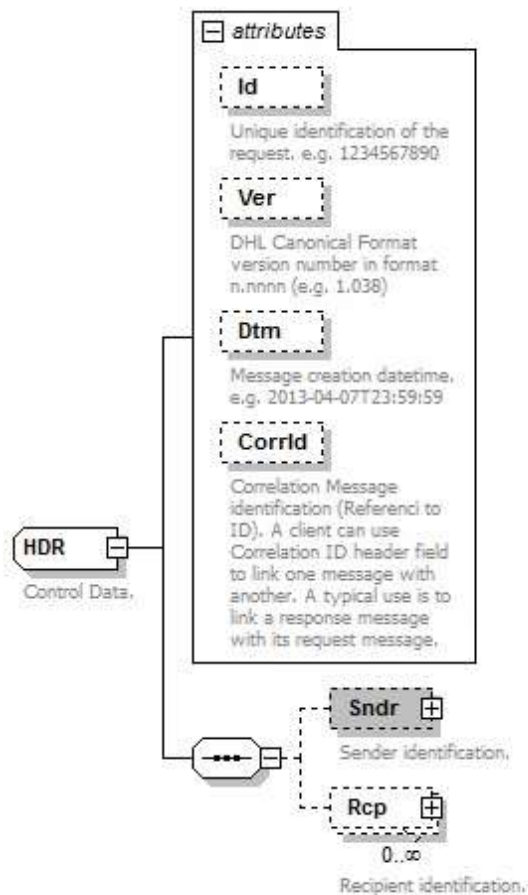 attributes
Id
Unique identification of the
request. e.g. 1234567890
Ver
DHL Canonical Format
version number in format
n.nnnn (e.g. 1.038)
Dtm
Message creation datetime.
e.g. 2013-04-07T23:59:59
CorrId
Correlation Message
identification (Referenci to
ID). A client can use
Correlation ID header field
to link one message with
another. A typical use is to
link a response message
with its request message.
HDR
Control Data.
Sndr
Sender identification.
Rcp
0..∞
Recipient identification.